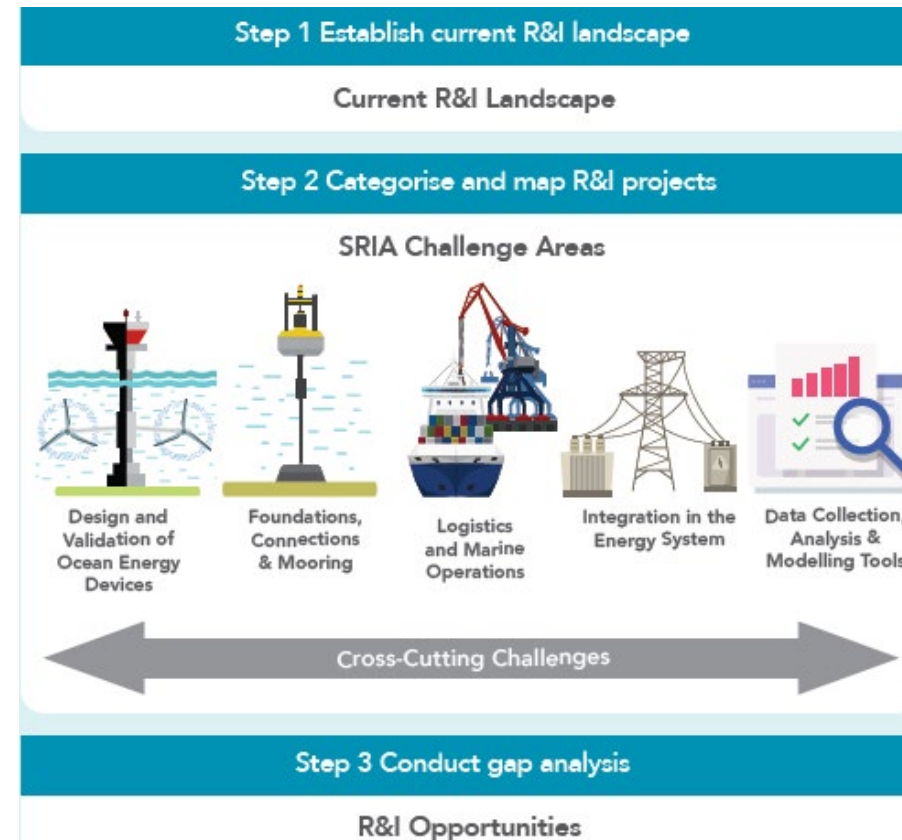 Step 1 Establish current R&I landscape
Current R&I Landscape
Step 2 Categorise and map R&I projects
SRIA Challenge Areas
Design and
Validation of
Ocean Energy
Devices
Foundations,
Connections
& Mooring
Logistics
and Marine
Operations
Integration in the
Energy System
Data Collection,
Analysis &
Modelling Tools
Cross-Cutting Challenges
Step 3 Conduct gap analysis
R&I Opportunities